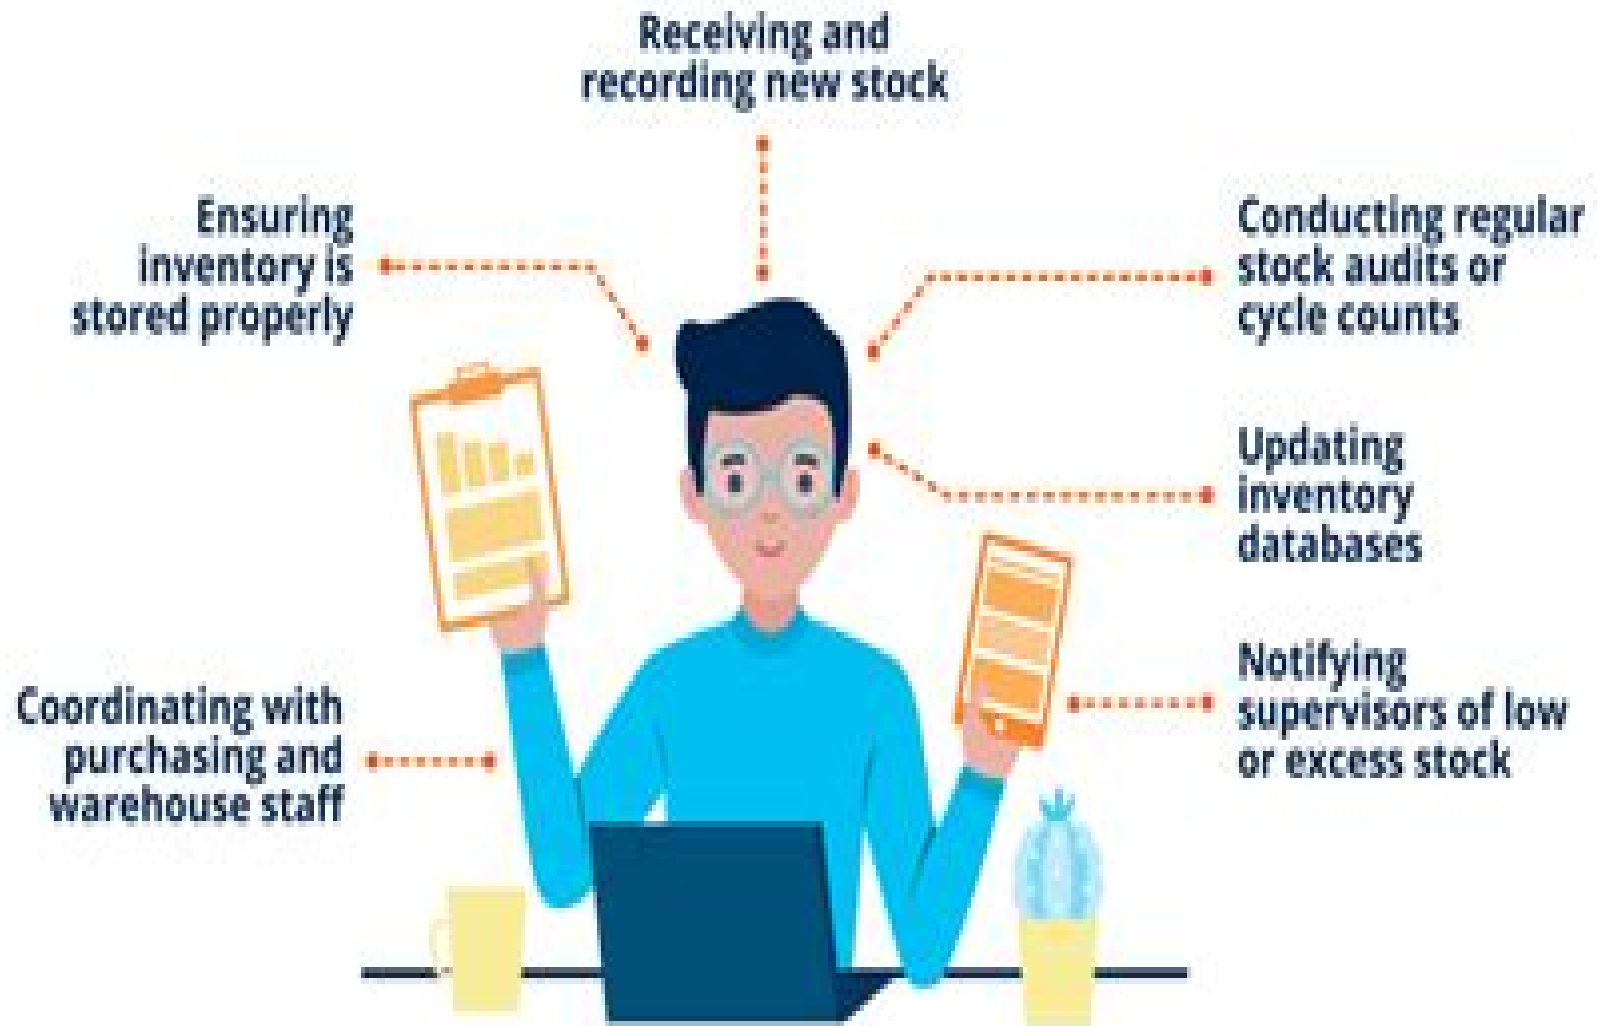 Receiving and
recording new stock
Ensuring
inventory is
stored properly
Conducting regular
stock audits or
cycle counts
Updating
inventory
databases
Notifying
supervisors of low
or excess stock
Coordinating with
purchasing and
warehouse staff